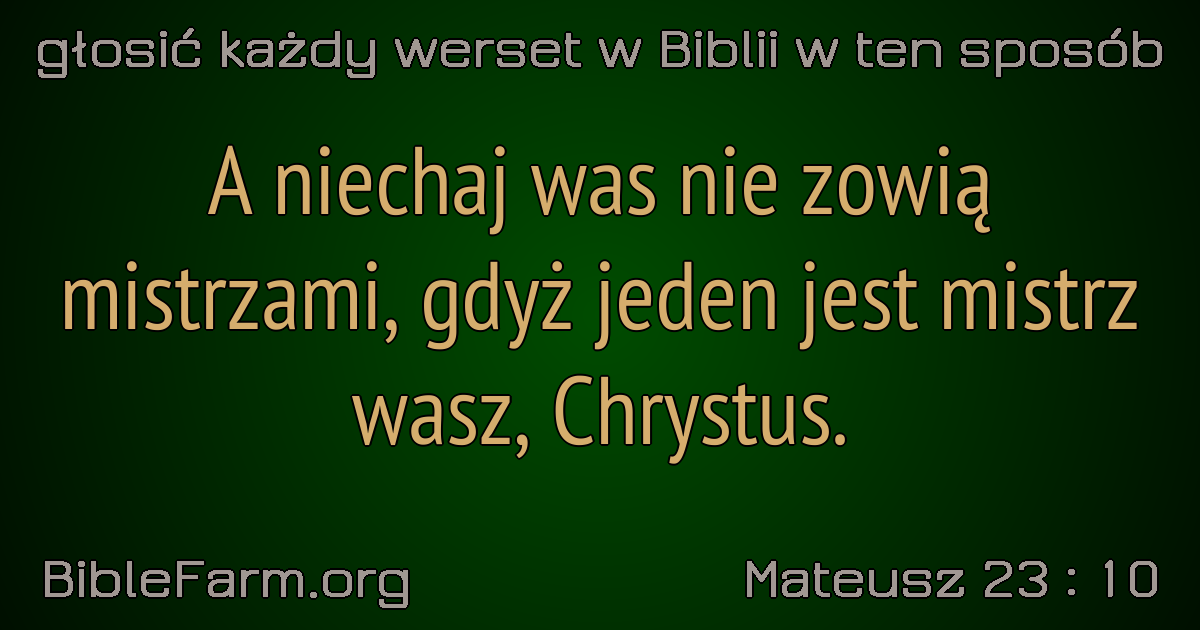 głosić każdy werset w Biblii w ten sposób
A niechaj was nie zowią
mistrzami, gdyż jeden jest mistrz
wasz, Chrystus.
BibleFarm.org
Mateusz 23 : 10